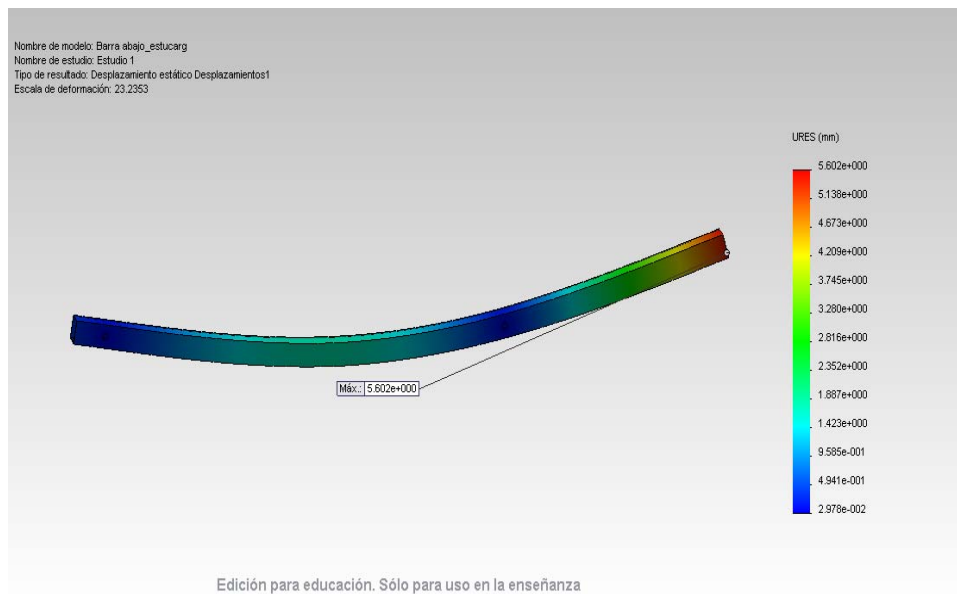 Nombre de modelo: Barra abajo_estucarg
Nombre de estudio: Estudio 1
Tipo de resultado: Desplazamiento estático Desplazamientos1
Escala de deformación: 23.2353
URES (mm)
5.602e+000
5.138e+000
4.673e+000
4.209e+000
3.745e+000
3.280e+000
2.816e+000
2.352e+000
1.887e+000
1.423e+000
9.585e-001
4.941e-001
2.978e-002
Máx.: 5.602e+000
Edición para educación. Sólo para uso en la enseñanza